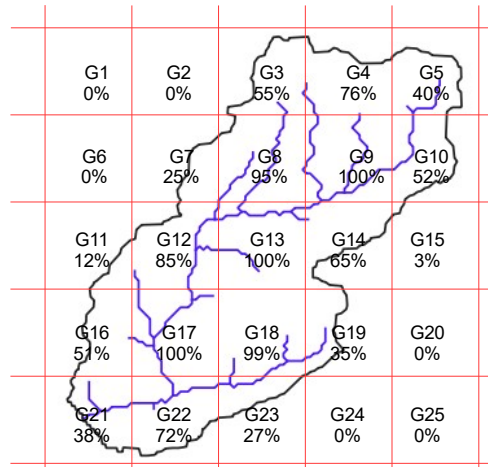 G1 G2 G3 G4 G5
0% 0% 55% 76% 40%
G6 G7 G8 G9 G10
0% 25% 95% 100% 52%
G11 G12 G13 G14 G15
12% 85% 100% 65% 3%
G16 G17 G18 G19 G20
51% 100% 99% 35% 0%
G21 G22 G23 G24 G25
38% 72% 27% 0% 0%